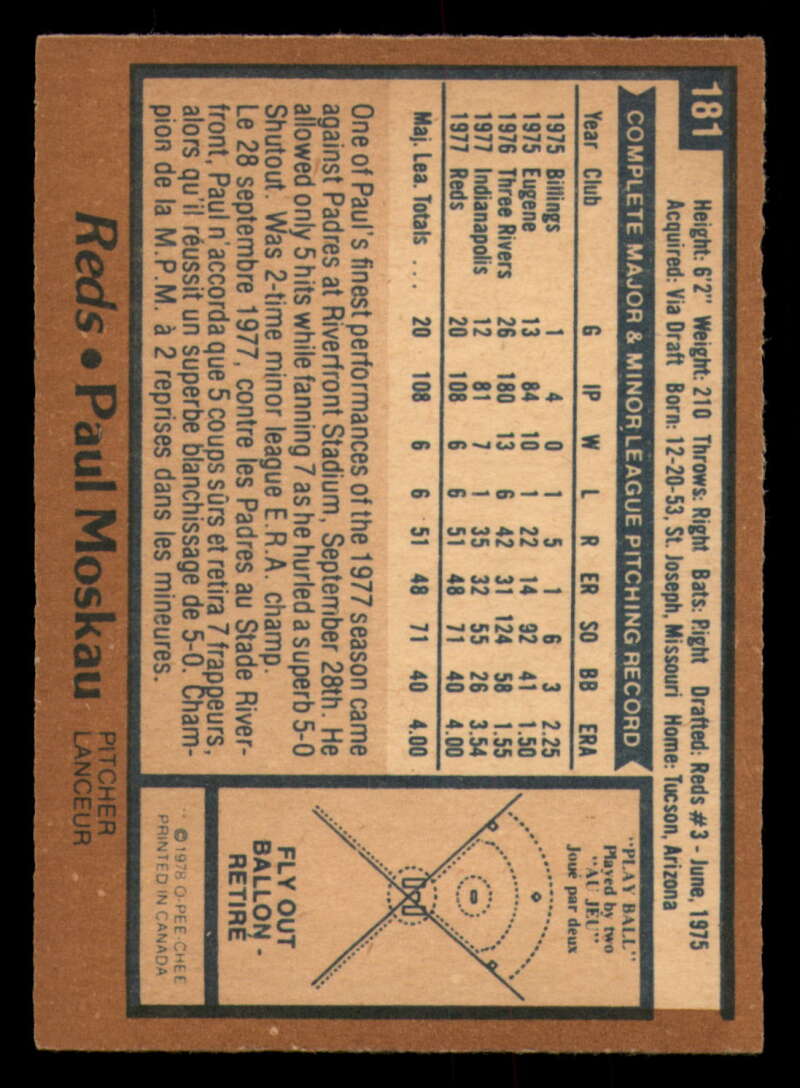 181
Height: 6'2" Weight: 210 Throws: Right Bats: Right Drafted: Reds #3 - June, 1975
Acquired: Via Draft Born: 12-20-53, St. Joseph, Missouri Home: Tucson, Arizona
COMPLETE MAJOR & MINOR LEAGUE PITCHING RECORD
Year Club G IP W L R ER SO BB ERA
1975 Billings 1 4 0 1 5 1 6 3 2.25
1975 Eugene 13 84 10 1 22 14 92 41 1.50
1976 Three Rivers 26 180 13 6 42 31 124 58 1.55
1977 Indianapolis 12 81 7 1 35 32 55 26 3.54
1977 Reds 20 108 6 6 51 48 71 40 4.00
Maj. Lea. Totals ... 20 108 6 6 51 48 71 40 4.00
One of Paul's finest performances of the 1977 season came
against Padres at Riverfront Stadium, September 28th. He
allowed only 5 hits while fanning 7 as he hurled a superb 5-0
Shutout. Was 2-time minor league E.R.A. champ.
Le 28 septembre 1977, contre les Padres au Stade River-
front, Paul n'accorda que 5 coups sûrs et retira 7 frappeurs,
alors qu'il réussit un superbe blanchissage de 5-0. Cham-
pion de la M.P.M. à 2 reprises dans les mineures.
"PLAY BALL"
Played by two
"AU JEU"
Joué par deux
FLY OUT
BALLON -
RETIRÉ
** © 1978 O-PEE-CHEE
PRINTED IN CANADA
Reds • Paul Moskau
PITCHER
LANCEUR